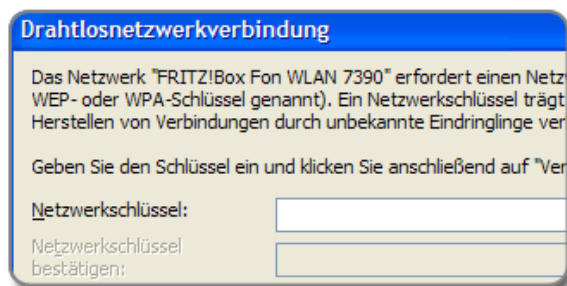 Drahtlosnetzwerkverbindung
Das Netzwerk "FRITZ!Box Fon WLAN 7390" erfordert einen Netz
WEP- oder WPA-Schlüssel genannt). Ein Netzwerkschlüssel trägt
Herstellen von Verbindungen durch unbekannte Eindringlinge ver
Geben Sie den Schlüssel ein und klicken Sie anschließend auf "Ver
Netzwerkschlüssel:
Netzwerkschlüssel
bestätigen: